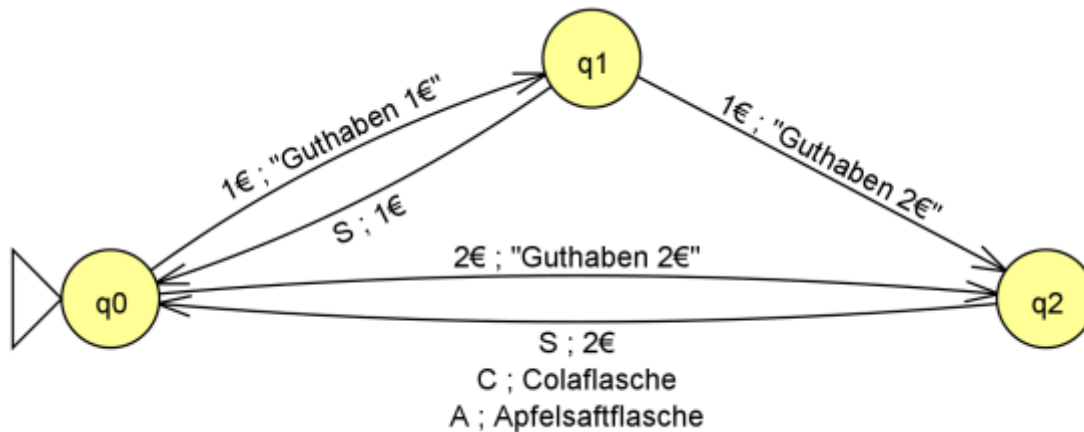 q1
1€ ; "Guthaben 1€"
1€ ; "Guthaben 2€"
S ; 1€
q0
2€ ; "Guthaben 2€"
q2
S ; 2€
C ; Colaflasche
A ; Apfelsaftflasche